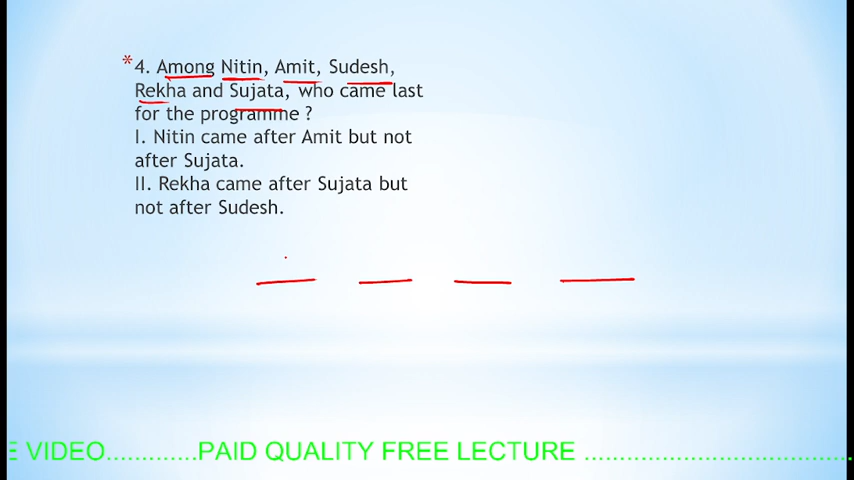 *4. Among Nitin, Amit, Sudesh,
Rekha and Sujata, who came last
for the programme ?
I. Nitin came after Amit but not
after Sujata.
II. Rekha came after Sujata but
not after Sudesh.
E VIDEO.............PAID QUALITY FREE LECTURE .......................................